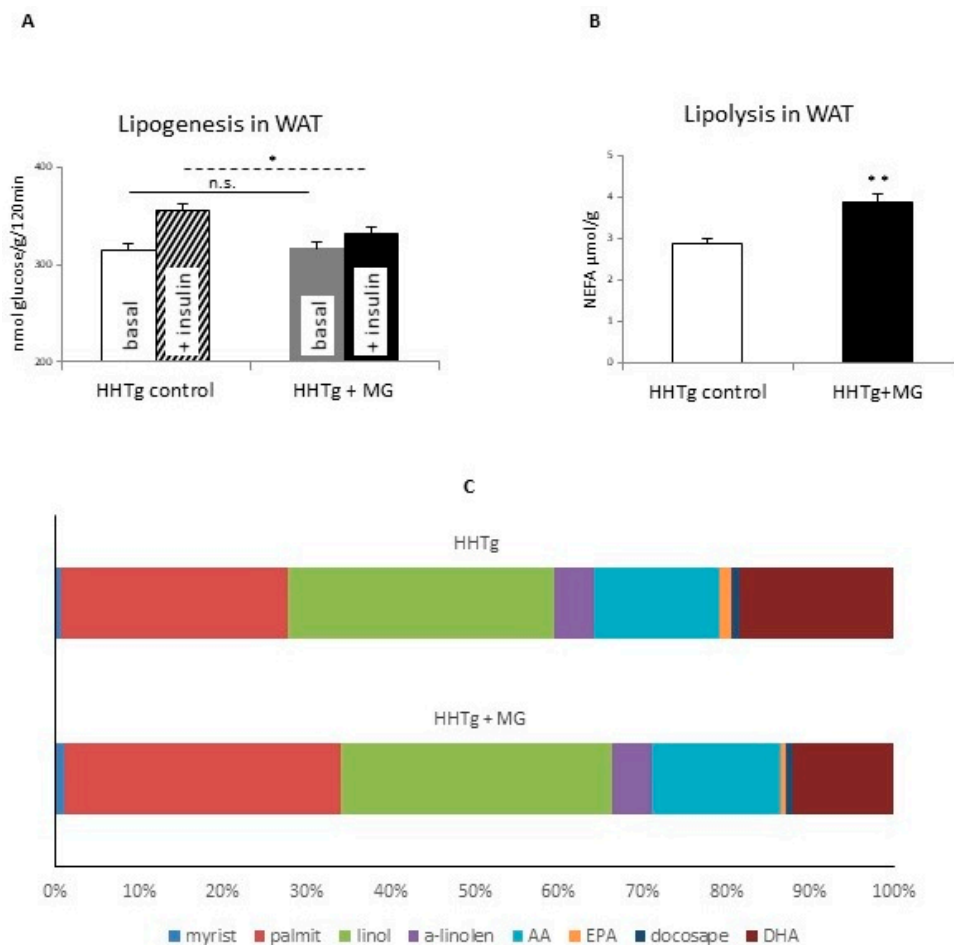 A
B
Lipogenesis in WAT
Lipolysis in WAT
nmol glucose/g/120min
400
300
200
*
n.s.
basal
+ insulin
basal
+ insulin
HHTg control
HHTg + MG
NEFA µmol/g
5
4
3
2
1
0
**
HHTg control
HHTg+MG
C
HHTg
HHTg + MG
0% 10% 20% 30% 40% 50% 60% 70% 80% 90% 100%
myrist palmit linol a-linolen AA EPA docosape DHA